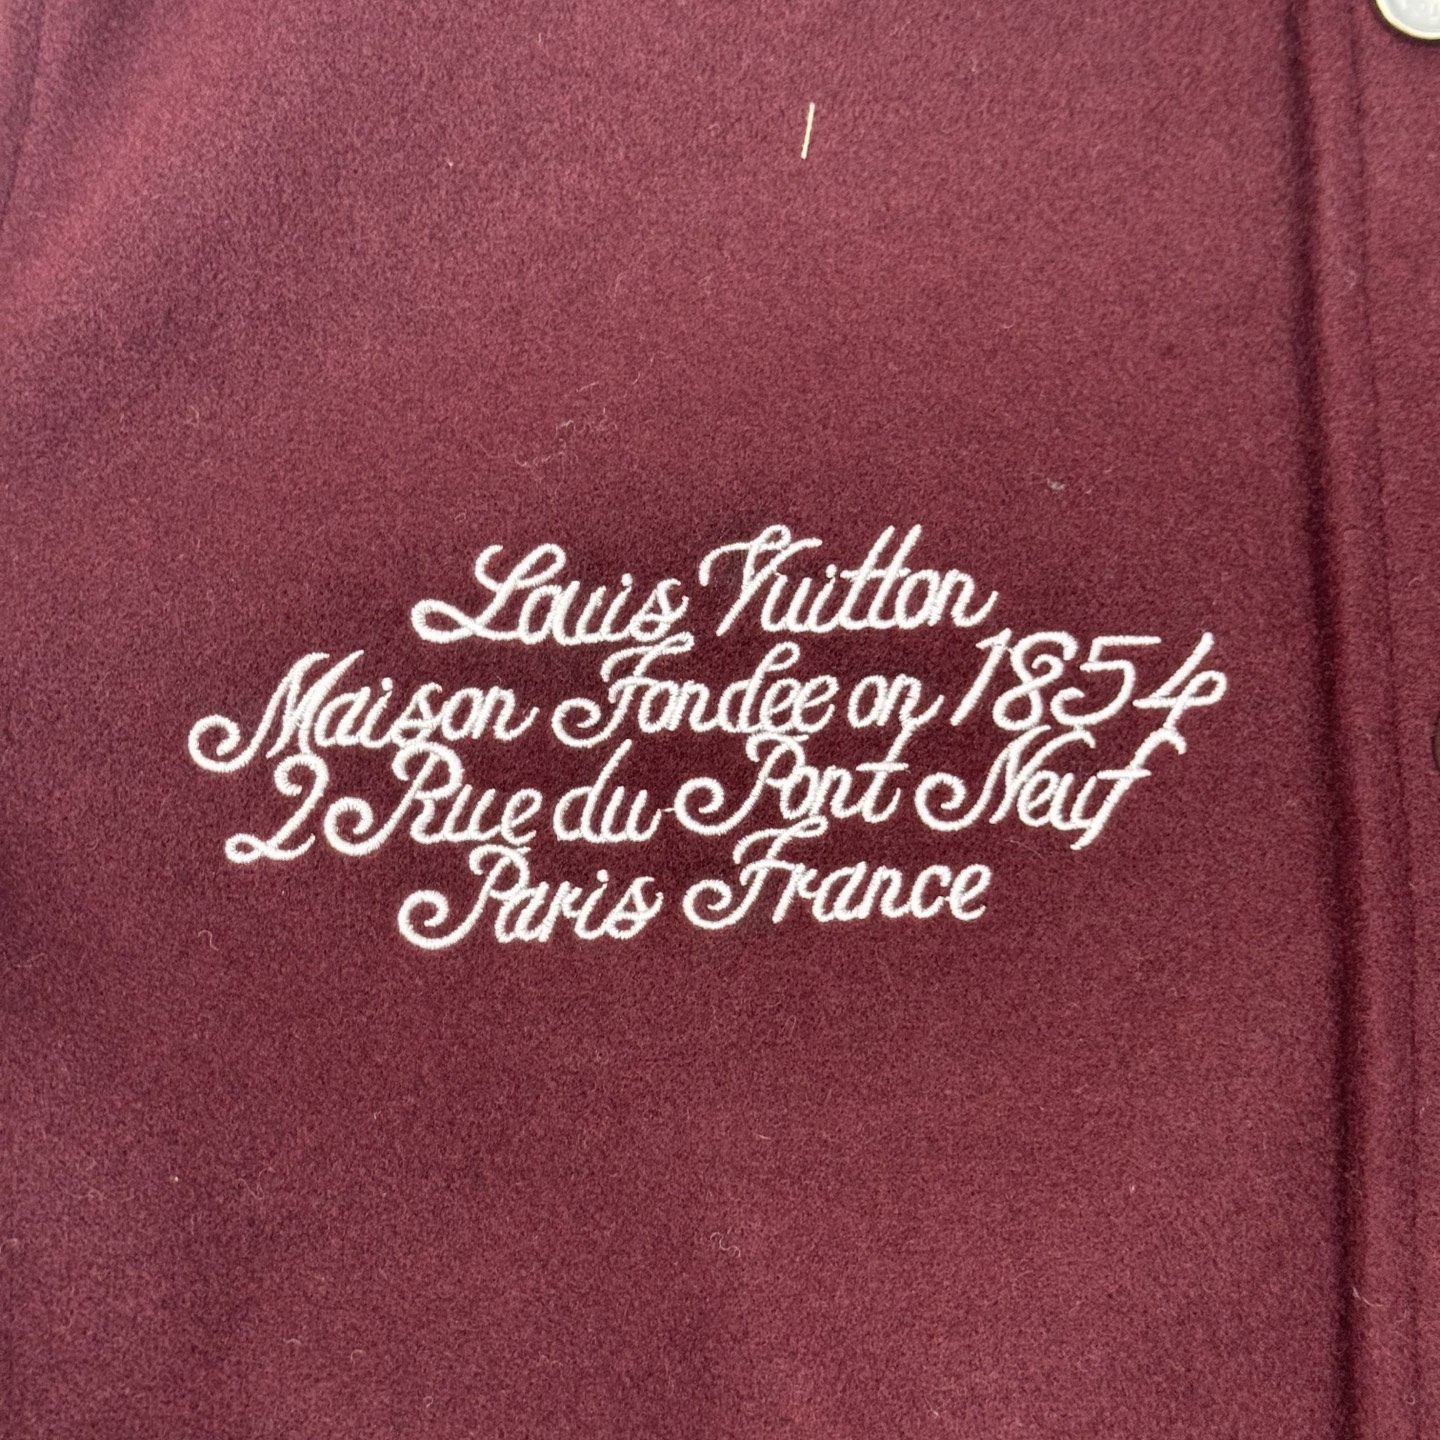 Louis Vuitton
Maison Fondee on 1854
2 Rue du Pont Neuf
Paris France